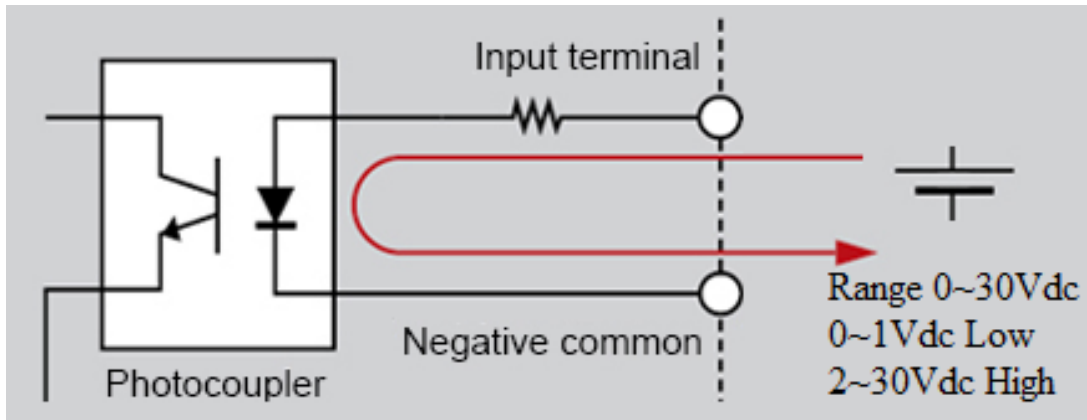 Input terminal
Negative common
Photocoupler
Range 0~30Vdc
0~1Vdc Low
2~30Vdc High